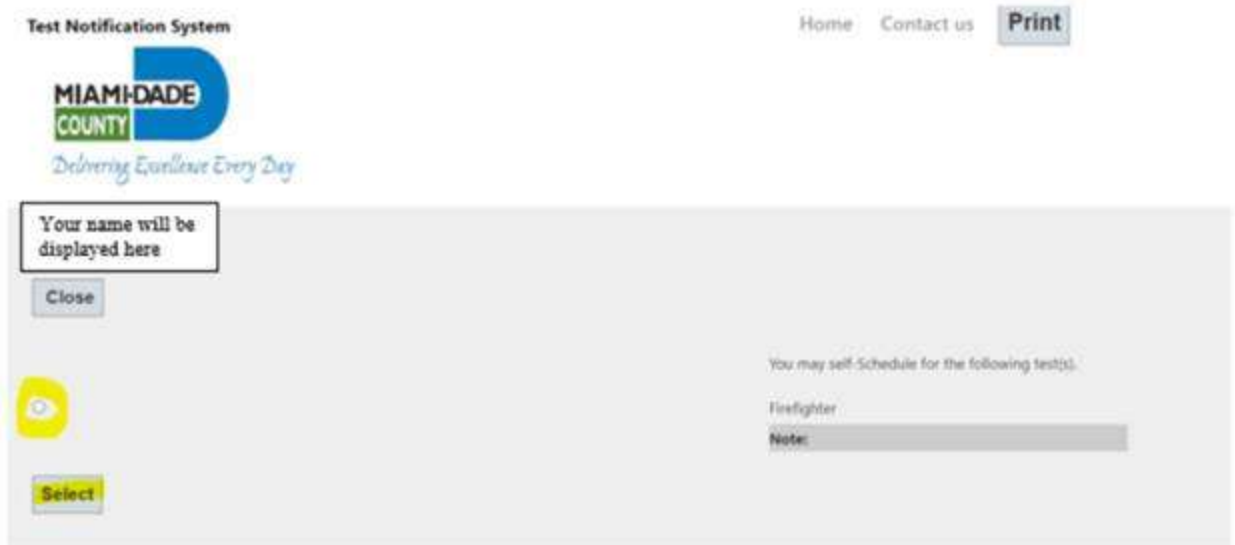 Test Notification System
Home Contact us Print
MIAMI-DADE
COUNTY
Delivering Excellence Every Day
Your name will be
displayed here
Close
You may self-Schedule for the following test(s).
Firefighter
Note:
Select